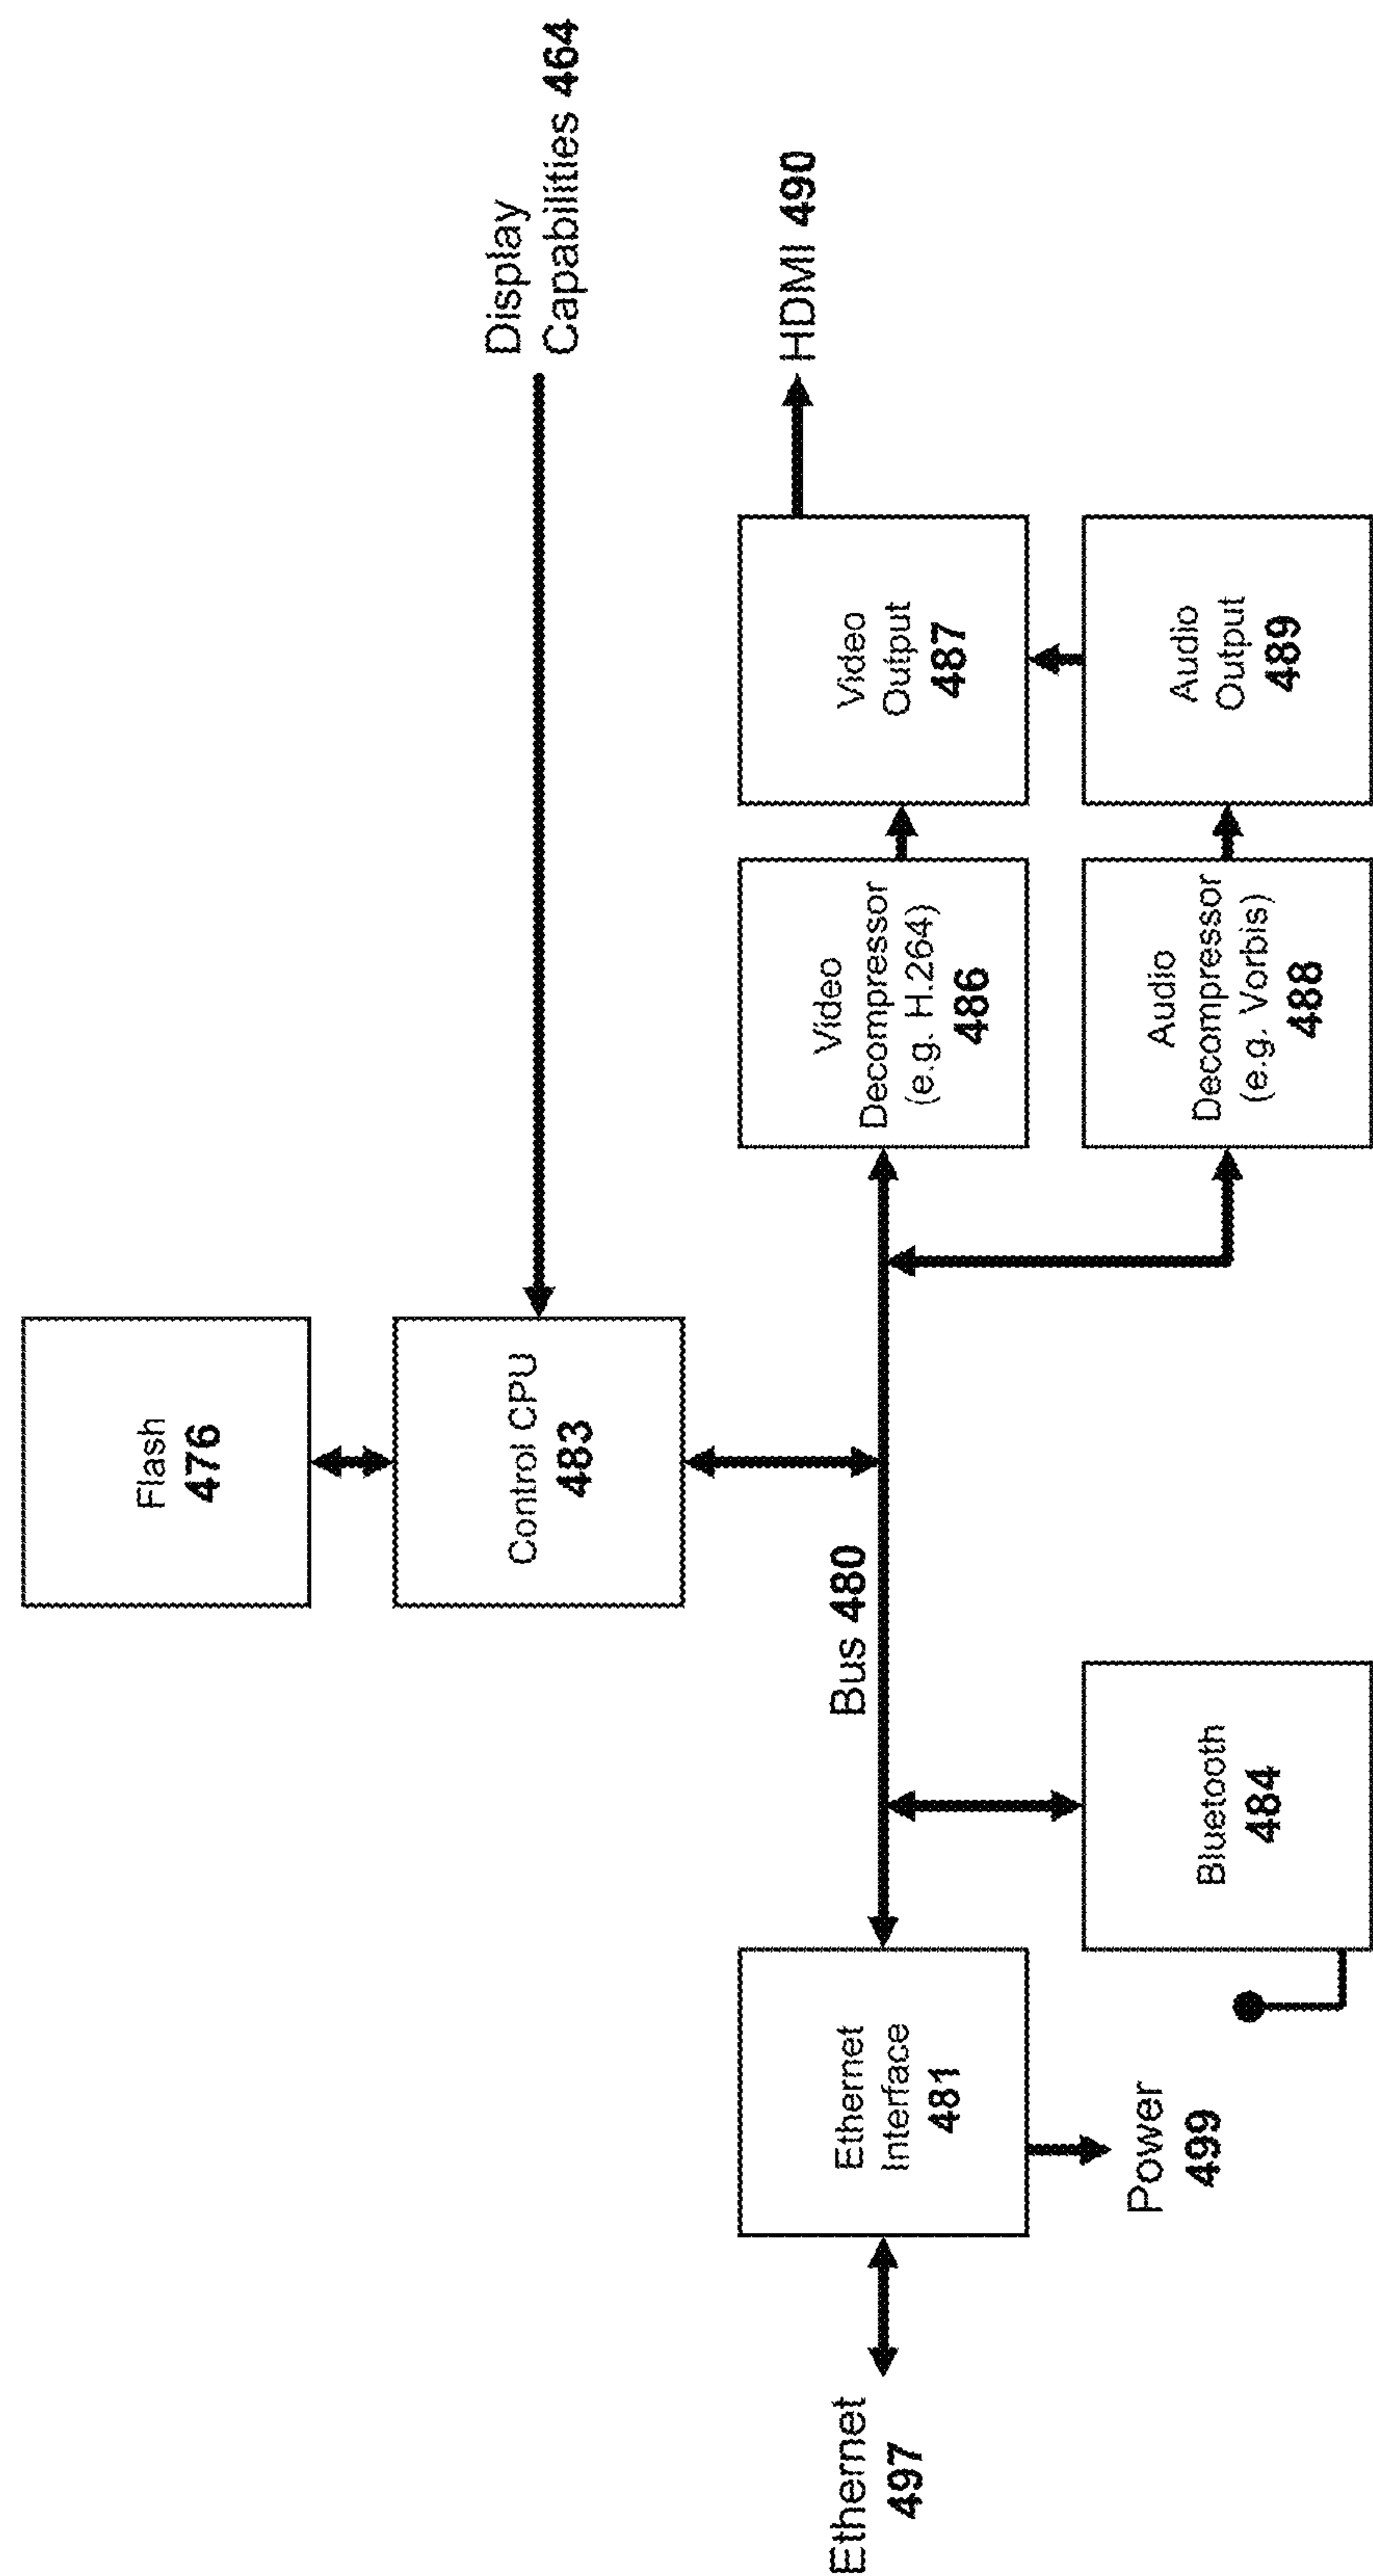 Flash
476
Display
Capabilities 464
Control CPU
483
HDMI 490
Bus 480
Ethernet
497
Ethernet
Interface
481
Video
Decompressor
(e.g. H.264)
486
Video
Output
487
Power
499
Bluetooth
484
Audio
Decompressor
(e.g. Vorbis)
488
Audio
Output
489